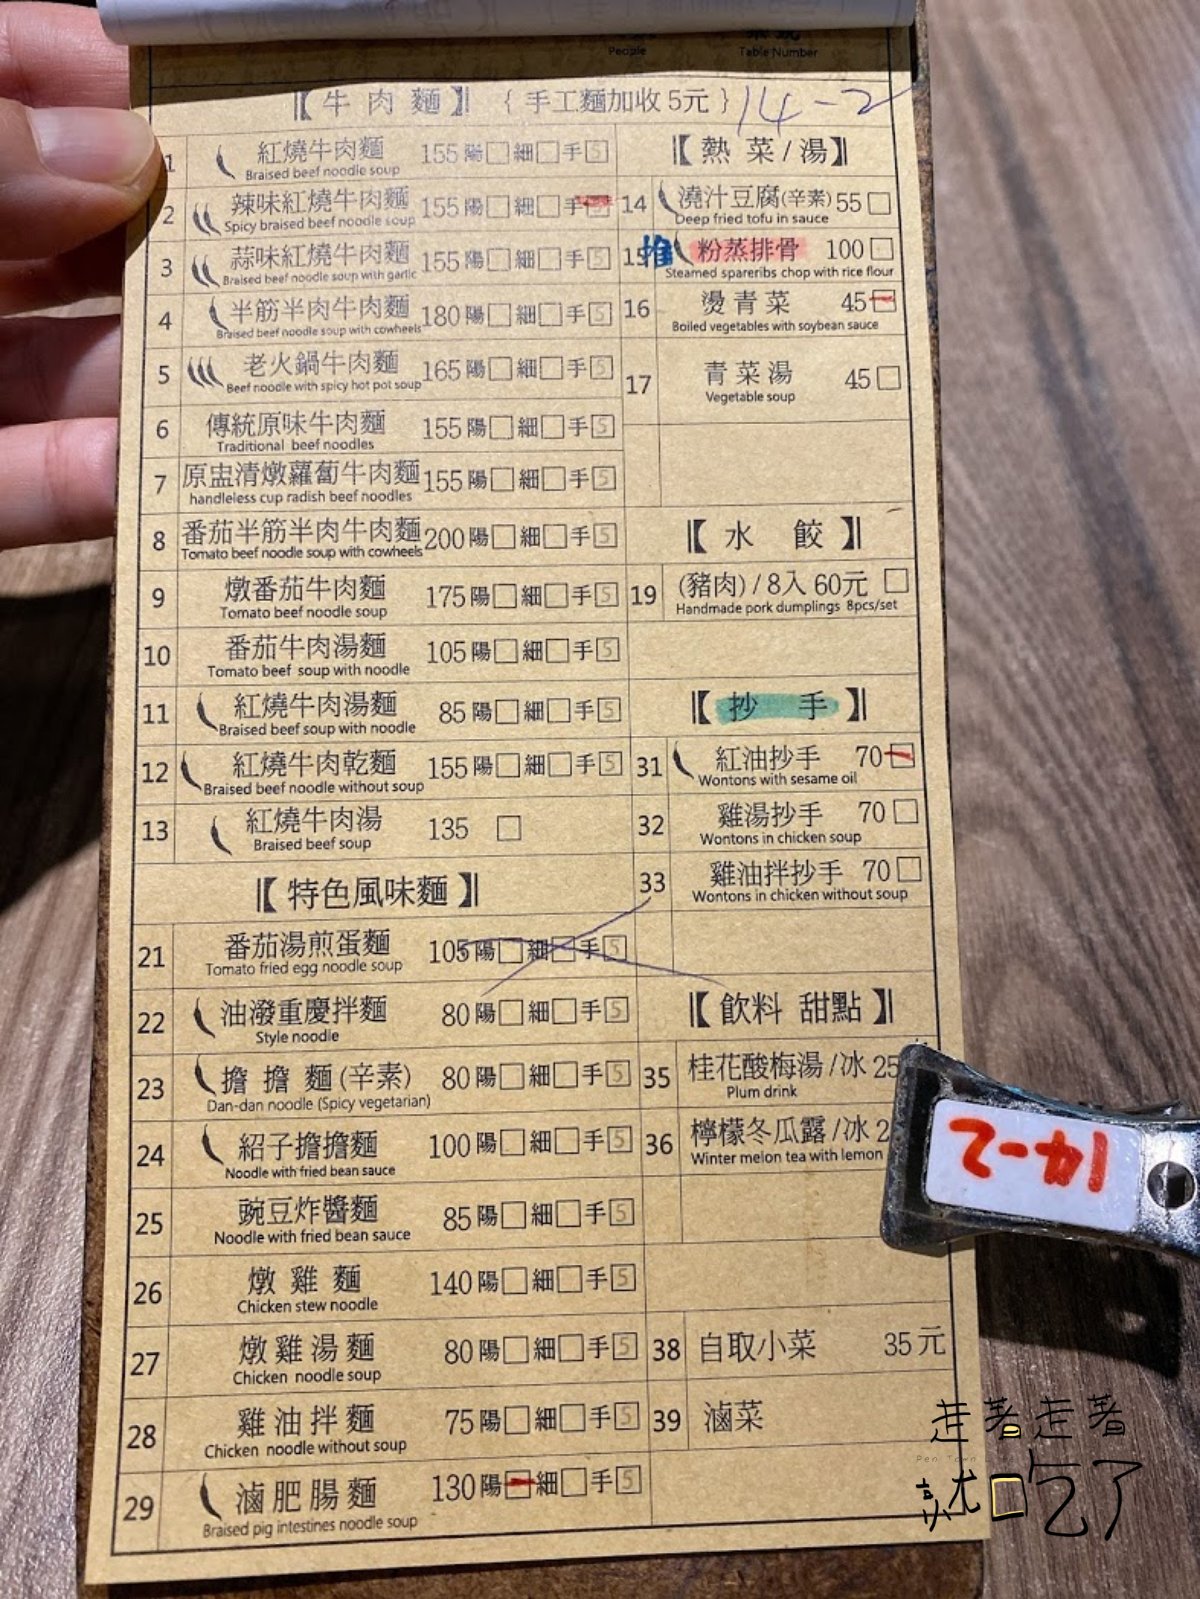 People
Table Number
【牛肉麵】 {手工麵加收5元} 14-2
1 紅燒牛肉麵 155 陽□ 細□ 手5
Braised beef noodle soup
2 辣味紅燒牛肉麵 155 陽□ 細□ 手
Spicy braised beef noodle soup
3 蒜味紅燒牛肉麵 155 陽□ 細□ 手5
Braised beef noodle soup with garlic
4 半筋半肉牛肉麵 180 陽□ 細□ 手5
Braised beef noodle soup with cowheels
5 老火鍋牛肉麵 165 陽□ 細□ 手5
Beef noodle with spicy hot pot soup
6 傳統原味牛肉麵 155 陽□ 細□ 手5
Traditional beef noodles
7 原盅清燉蘿蔔牛肉麵 155 陽□ 細□ 手5
handleless cup radish beef noodles
8 番茄半筋半肉牛肉麵 200 陽□ 細□ 手5
Tomato beef noodle soup with cowheels
9 燉番茄牛肉麵 175 陽□ 細□ 手5
Tomato beef noodle soup
10 番茄牛肉湯麵 105 陽□ 細□ 手5
Tomato beef soup with noodle
11 紅燒牛肉湯麵 85 陽□ 細□ 手5
Braised beef soup with noodle
12 紅燒牛肉乾麵 155 陽□ 細□ 手5
Braised beef noodle without soup
13 紅燒牛肉湯 135 □
Braised beef soup
【特色風味麵】
21 番茄湯煎蛋麵 105 陽□ 細□ 手5
Tomato fried egg noodle soup
22 油潑重慶拌麵 80 陽□ 細□ 手5
Style noodle
23 擔擔麵(辛素) 80 陽□ 細□ 手5
Dan-dan noodle (Spicy vegetarian)
24 紹子擔擔麵 100 陽□ 細□ 手5
Noodle with fried bean sauce
25 豌豆炸醬麵 85 陽□ 細□ 手5
Noodle with fried bean sauce
26 燉雞麵 140 陽□ 細□ 手5
Chicken stew noodle
27 燉雞湯麵 80 陽□ 細□ 手5
Chicken noodle soup
28 雞油拌麵 75 陽□ 細□ 手5
Chicken noodle without soup
29 滷肥腸麵 130 陽□ 細□ 手5
Braised pig intestines noodle soup
【熱菜/湯】
14 澆汁豆腐(辛素) 55 □
Deep fried tofu in sauce
15 推 粉蒸排骨 100 □
Steamed spareribs chop with rice flour
16 燙青菜 45 □
Boiled vegetables with soybean sauce
17 青菜湯 45 □
Vegetable soup
【水餃】
19 (豬肉)/8入 60元 □
Handmade pork dumplings 8pcs/set
【抄手】
31 紅油抄手 70 □
Wontons with sesame oil
32 雞湯抄手 70 □
Wontons in chicken soup
33 雞油拌抄手 70 □
Wontons in chicken without soup
【飲料 甜點】
35 桂花酸梅湯/冰 25
Plum drink
36 檸檬冬瓜露/冰 2
Winter melon tea with lemon
14-2
38 自取小菜 35元
39 滷菜
走著走著
就口吃了